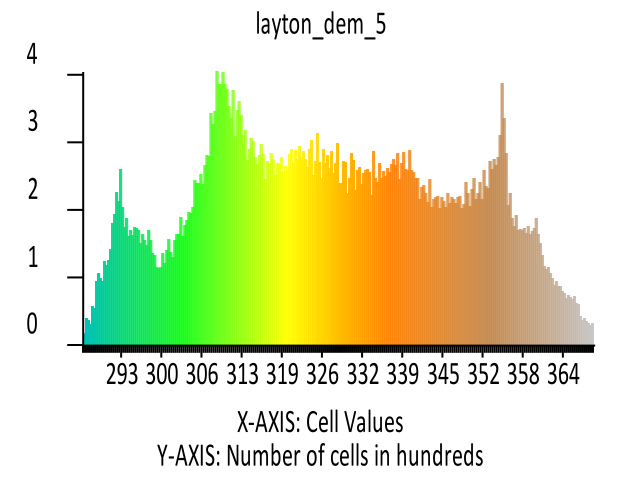 layton_dem_5
4
3
2
1
0
293 300 306 313 319 326 332 339 345 352 358 364
X-AXIS: Cell Values
Y-AXIS: Number of cells in hundreds